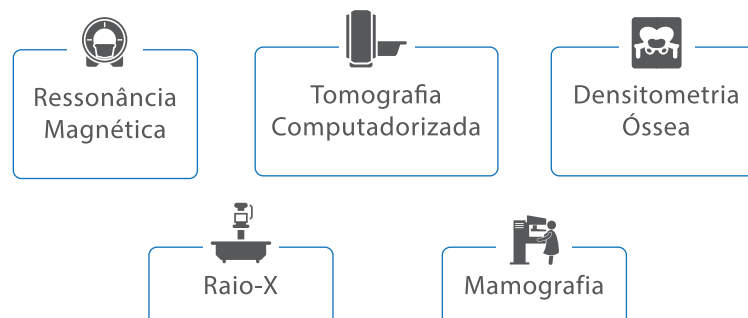 Ressonância
Magnética
Tomografia
Computadorizada
Densitometria
Óssea
Raio-X
Mamografia